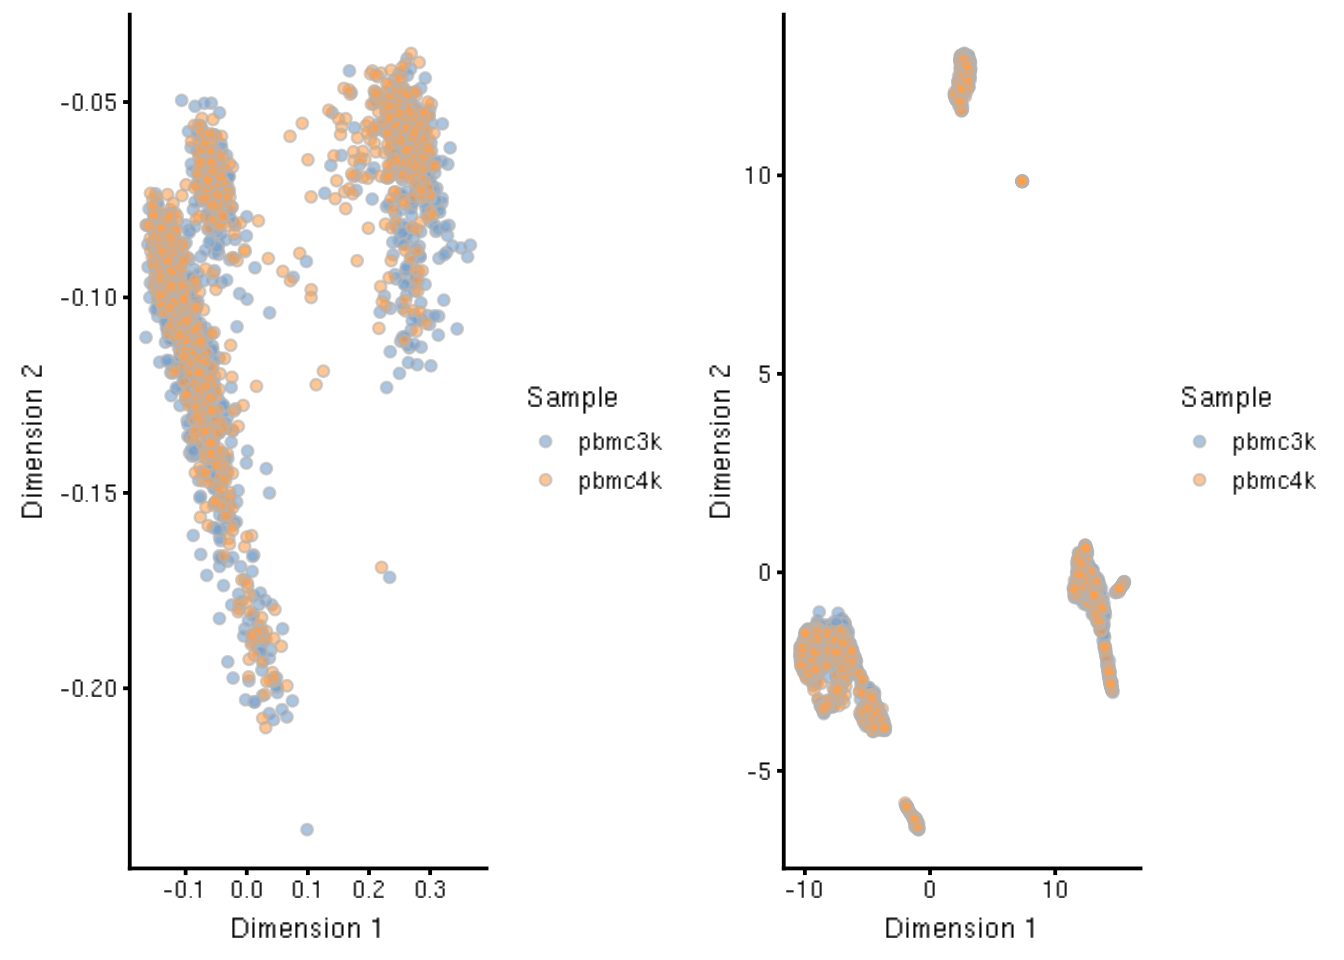 -0.05
-0.10
-0.15
-0.20
Dimension 2
-0.1 0.0 0.1 0.2 0.3
Dimension 1
Sample
pbmc3k
pbmc4k
10
5
0
-5
Dimension 2
-10 0 10
Dimension 1
Sample
pbmc3k
pbmc4k